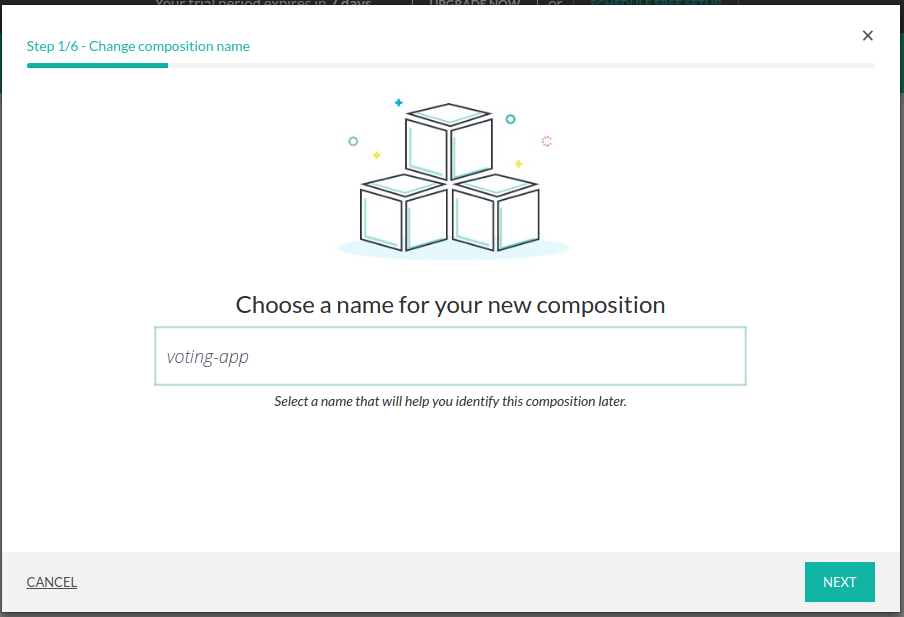 Your trial period expires in 7 days UPGRADE NOW or SCHEDULE FREE SETUP
Step 1/6 - Change composition name
Choose a name for your new composition
voting-app
Select a name that will help you identify this composition later.
CANCEL
NEXT